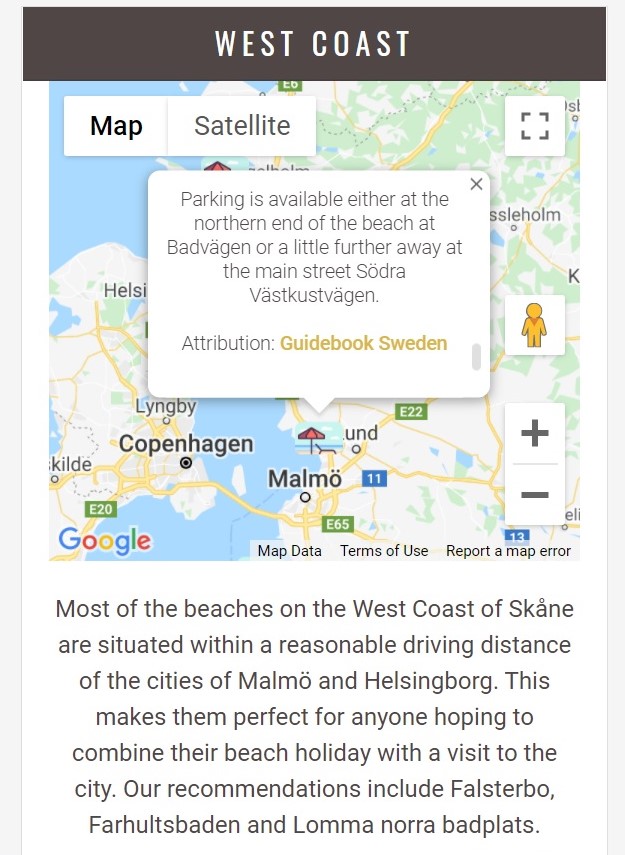 WEST COAST
E6
Map
Satellite
Parking is available either at the
northern end of the beach at
Badvägen or a little further away at
the main street Södra
Västkustvägen.
Attribution: Guidebook Sweden
ssleholm
Helsi
K
Lyngby
E22
Copenhagen
und
kilde
Malmö
11
E20
E65
13
eli
Google
Map Data
Terms of Use
Report a map error
Most of the beaches on the West Coast of Skåne
are situated within a reasonable driving distance
of the cities of Malmö and Helsingborg. This
makes them perfect for anyone hoping to
combine their beach holiday with a visit to the
city. Our recommendations include Falsterbo,
Farhultsbaden and Lomma norra badplats.